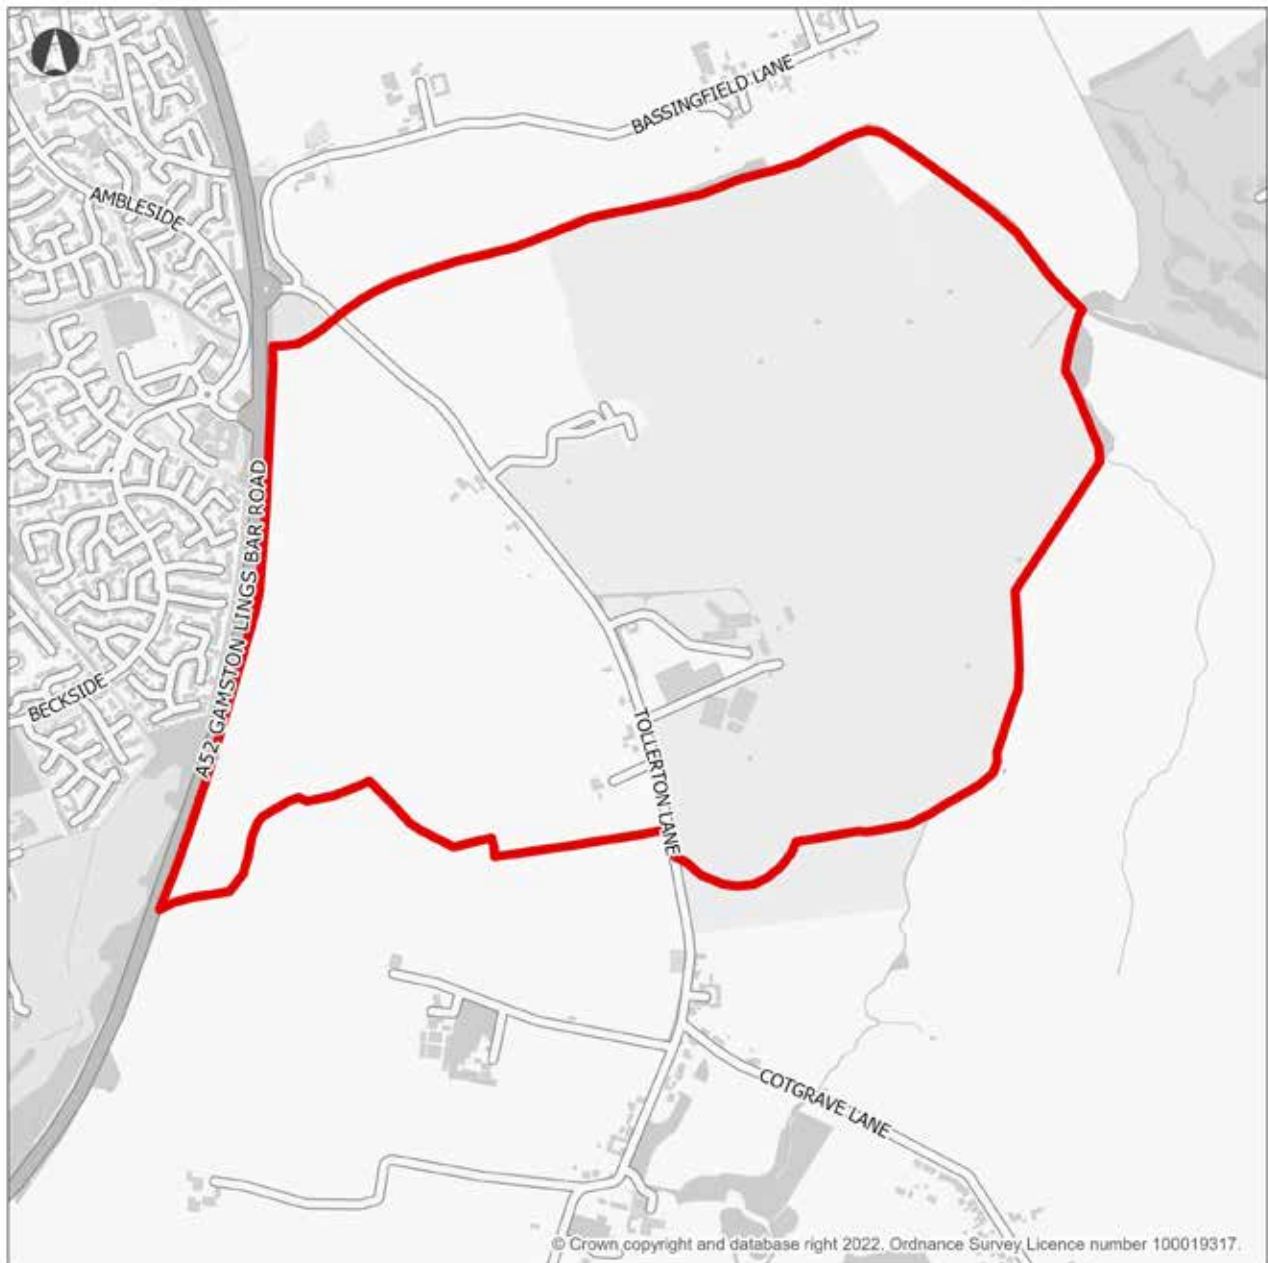 BASSINGFIELD LANE
AMBLESIDE
A52 GAMSTON LINGS BAR ROAD
BECKSIDE
TOLLERTON LANE
COTGRAVE LANE
© Crown copyright and database right 2022. Ordnance Survey Licence number 100019317.